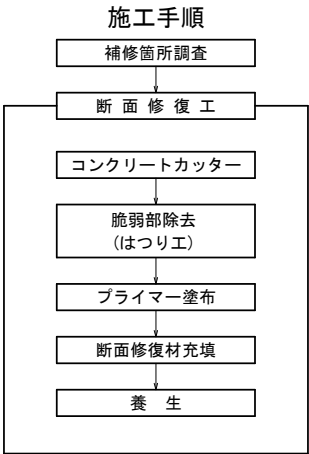 施工手順
補修箇所調査
断 面 修 復 工
コンクリートカッター
脆弱部除去
(はつり工)
プライマー塗布
断面修復材充填
養　生